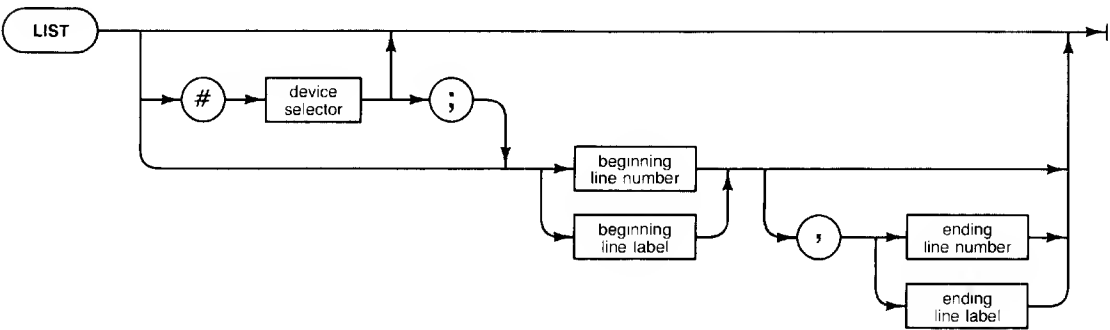 LIST
#
device
selector
;
beginning
line number
beginning
line label
,
ending
line number
ending
line label